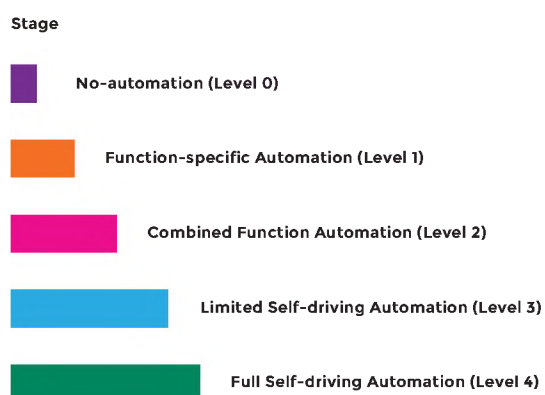 Stage
No-automation (Level 0)
Function-specific Automation (Level 1)
Combined Function Automation (Level 2)
Limited Self-driving Automation (Level 3)
Full Self-driving Automation (Level 4)